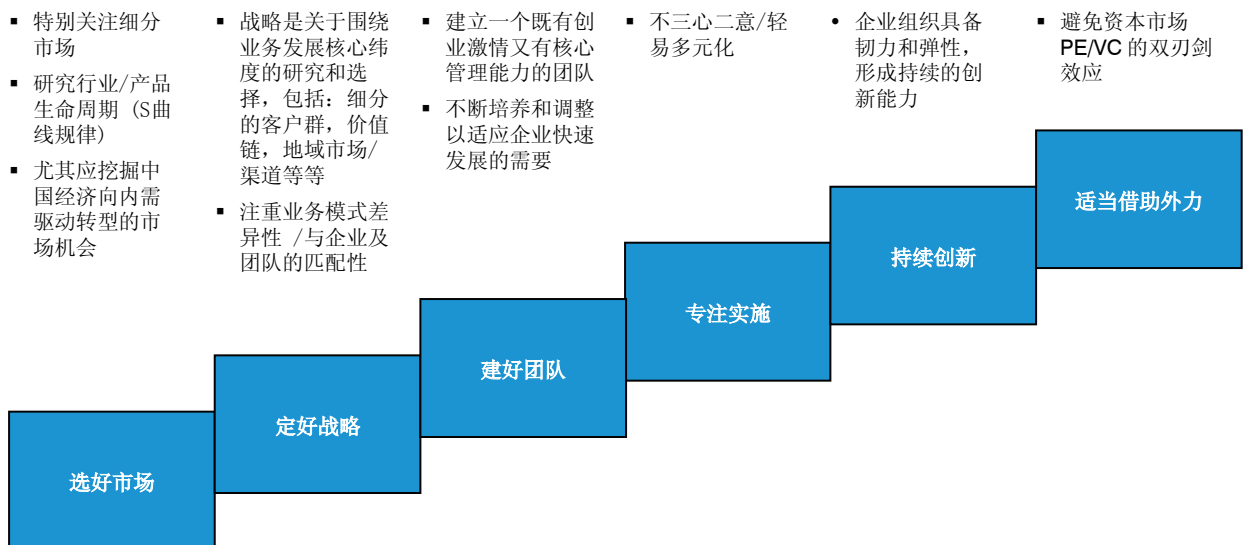 特别关注细分
市场
研究行业/产品
生命周期（S曲
线规律）
尤其应挖掘中
国经济向内需
驱动转型的市
场机会
战略是关于围绕
业务发展核心纬
度的研究和选
择，包括：细分
的客户群，价值
链，地域市场/
渠道等等
注重业务模式差
异性 /与企业及
团队的匹配性
建立一个既有创
业激情又有核心
管理能力的团队
不断培养和调整
以适应企业快速
发展的需要
不三心二意/轻
易多元化
企业组织具备
韧力和弹性，
形成持续的创
新能力
避免资本市场
PE/VC 的双刃剑
效应
选好市场
定好战略
建好团队
专注实施
持续创新
适当借助外力